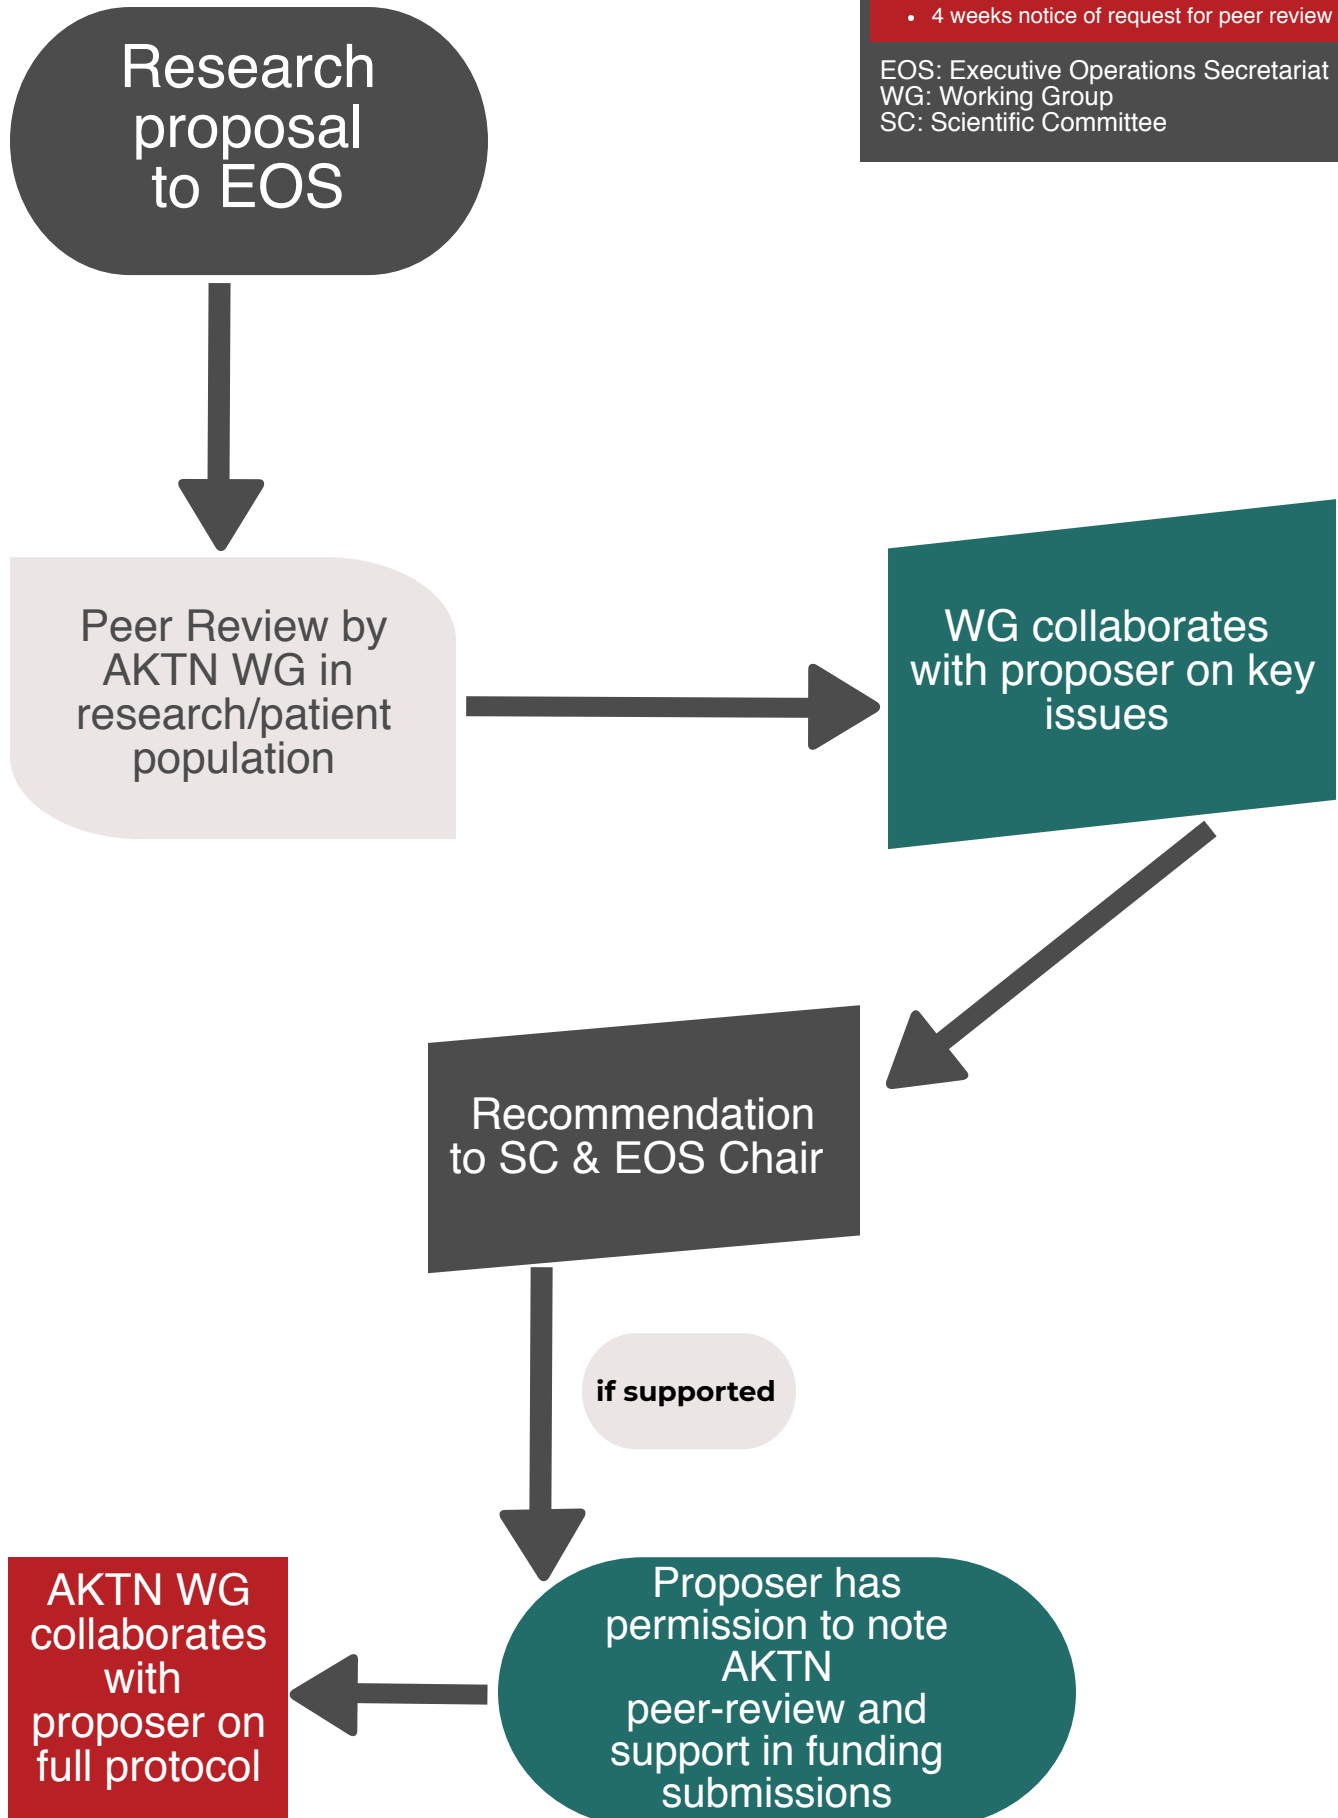 Research
proposal
to EOS
• 4 weeks notice of request for peer review
EOS: Executive Operations Secretariat
WG: Working Group
SC: Scientific Committee
Peer Review by
AKTN WG in
research/patient
population
WG collaborates
with proposer on key
issues
Recommendation
to SC & EOS Chair
if supported
Proposer has
permission to note
AKTN
peer-review and
support in funding
submissions
AKTN WG
collaborates
with
proposer on
full protocol